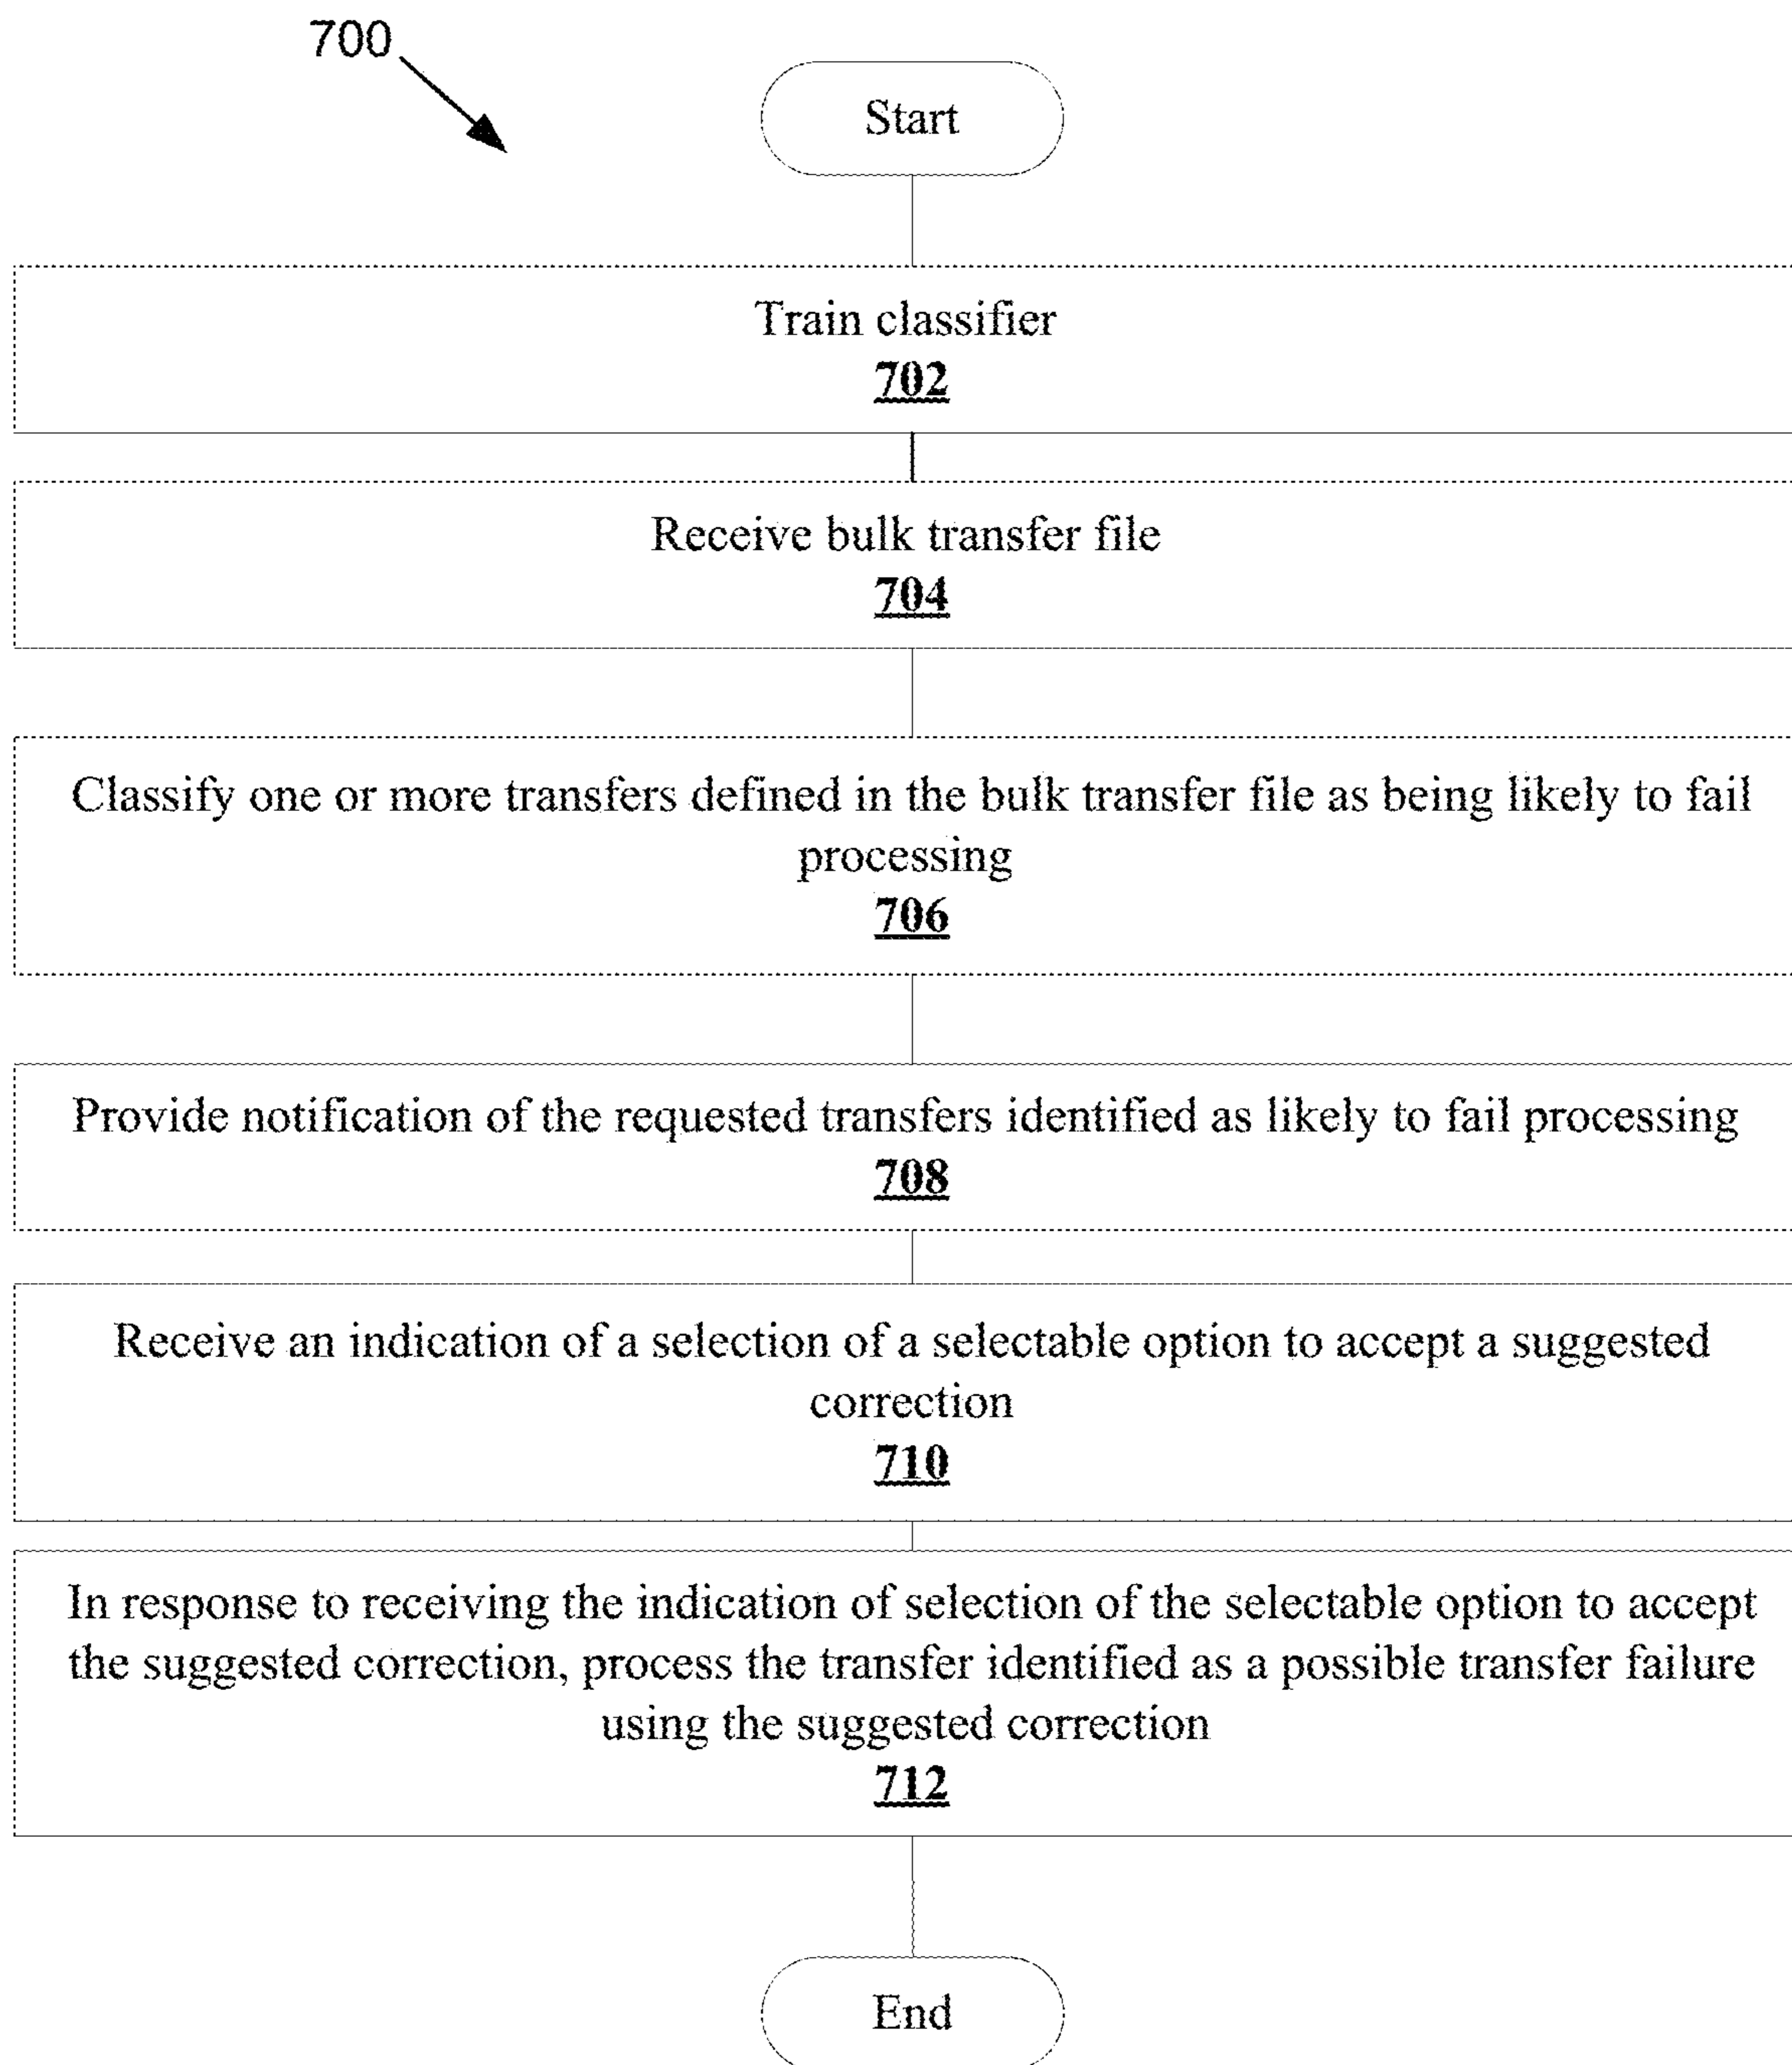 700
Start
Train classifier
702
Receive bulk transfer file
704
Classify one or more transfers defined in the bulk transfer file as being likely to fail
processing
706
Provide notification of the requested transfers identified as likely to fail processing
708
Receive an indication of a selection of a selectable option to accept a suggested
correction
710
In response to receiving the indication of selection of the selectable option to accept
the suggested correction, process the transfer identified as a possible transfer failure
using the suggested correction
712
End